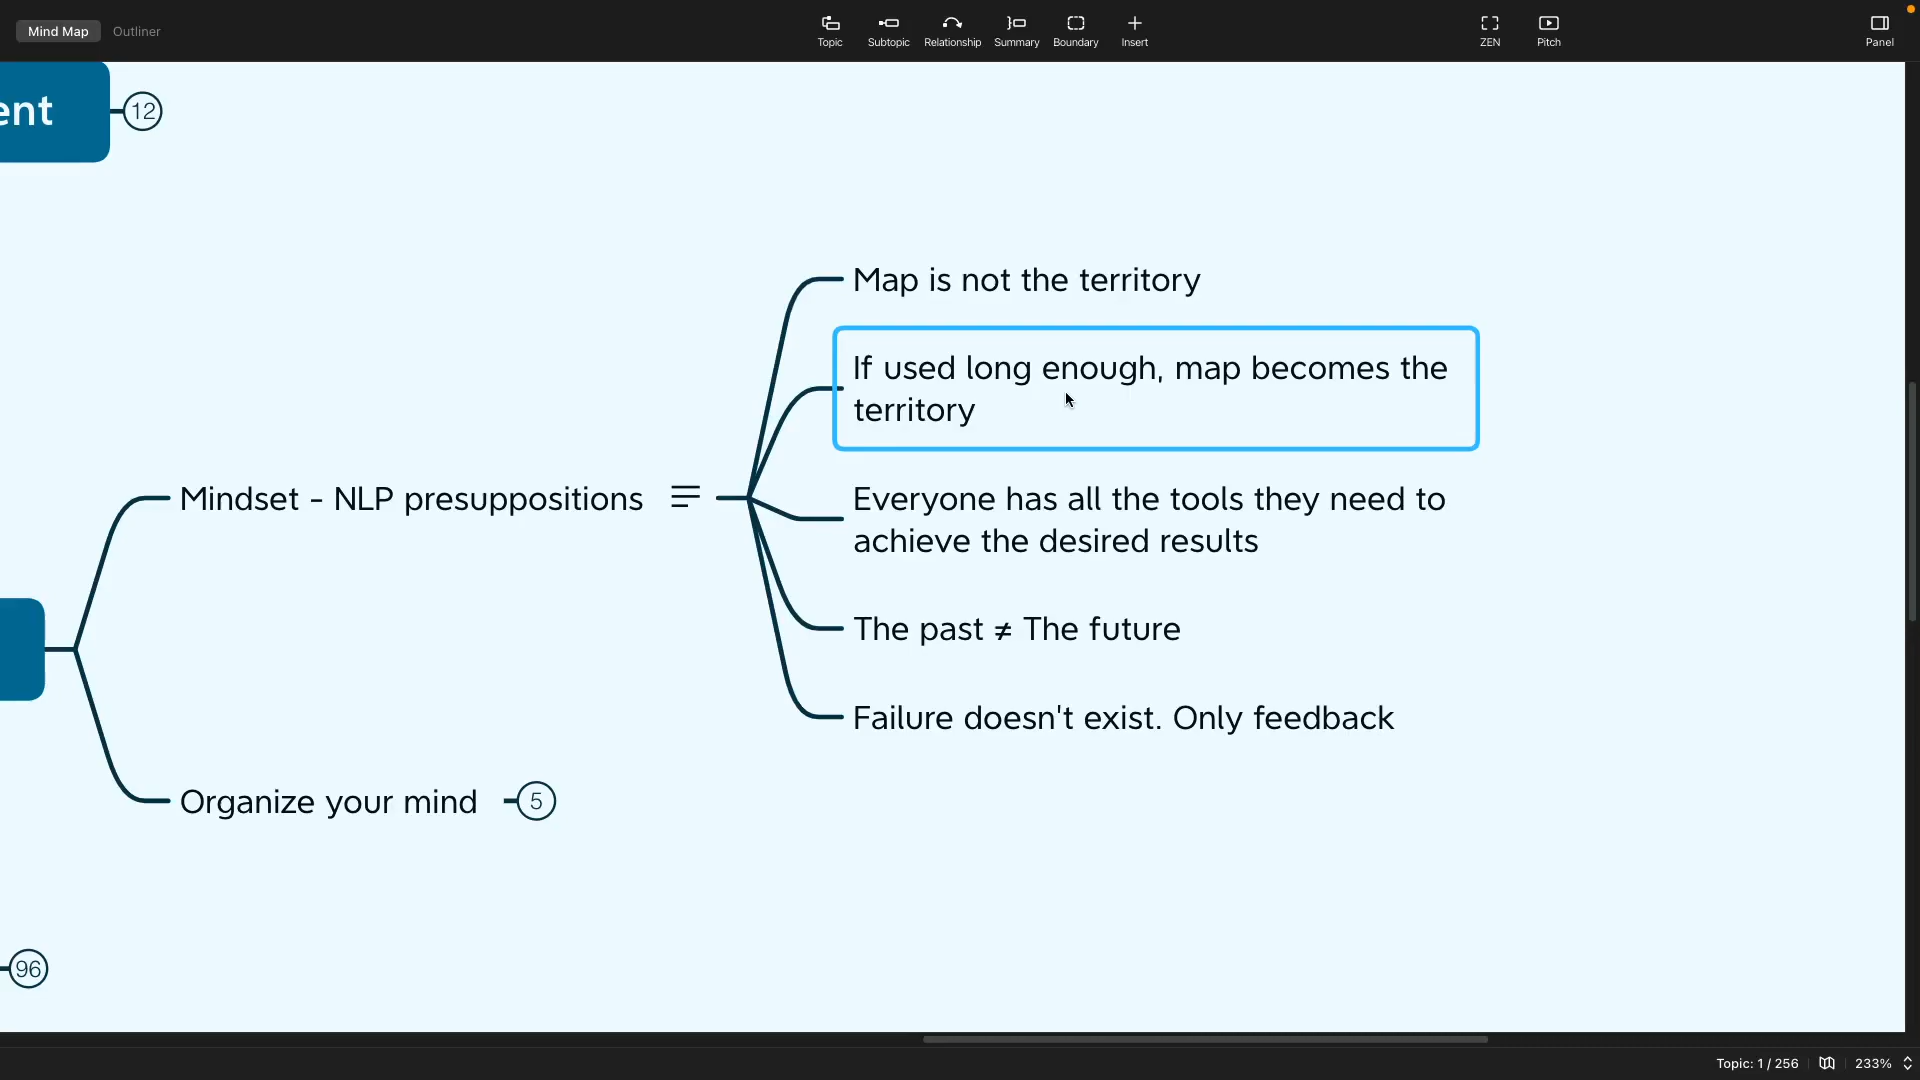 Mind Map
Outliner
Topic
Subtopic
Relationship
Summary
Boundary
Insert
ZEN
Pitch
Panel
ent
12
Map is not the territory
If used long enough, map becomes the
territory
Mindset - NLP presuppositions
Everyone has all the tools they need to
achieve the desired results
The past ≠ The future
Failure doesn't exist. Only feedback
Organize your mind
5
96
Topic: 1 / 256
233%